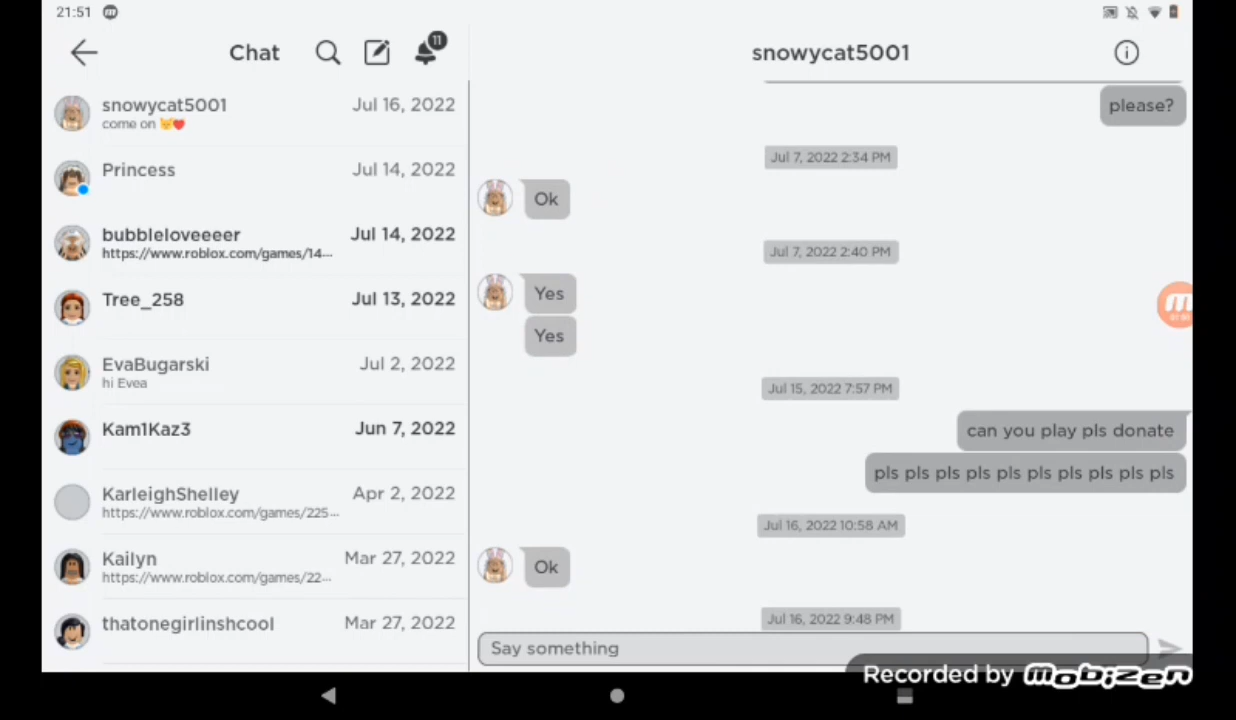 21:51
Chat
11
snowycat5001
Jul 16, 2022
come on 😿❤️
Princess
Jul 14, 2022
bubbleloveeeer
Jul 14, 2022
https://www.roblox.com/games/14...
Tree_258
Jul 13, 2022
EvaBugarski
Jul 2, 2022
hi Evea
Kam1Kaz3
Jun 7, 2022
KarleighShelley
Apr 2, 2022
https://www.roblox.com/games/225...
Kailyn
Mar 27, 2022
https://www.roblox.com/games/22...
thatonegirlinshcool
Mar 27, 2022
snowycat5001
please?
Jul 7, 2022 2:34 PM
Ok
Jul 7, 2022 2:40 PM
Yes
Yes
Jul 15, 2022 7:57 PM
can you play pls donate
pls pls pls pls pls pls pls pls pls pls
Jul 16, 2022 10:58 AM
Ok
Jul 16, 2022 9:48 PM
Say something
Recorded by mobizen